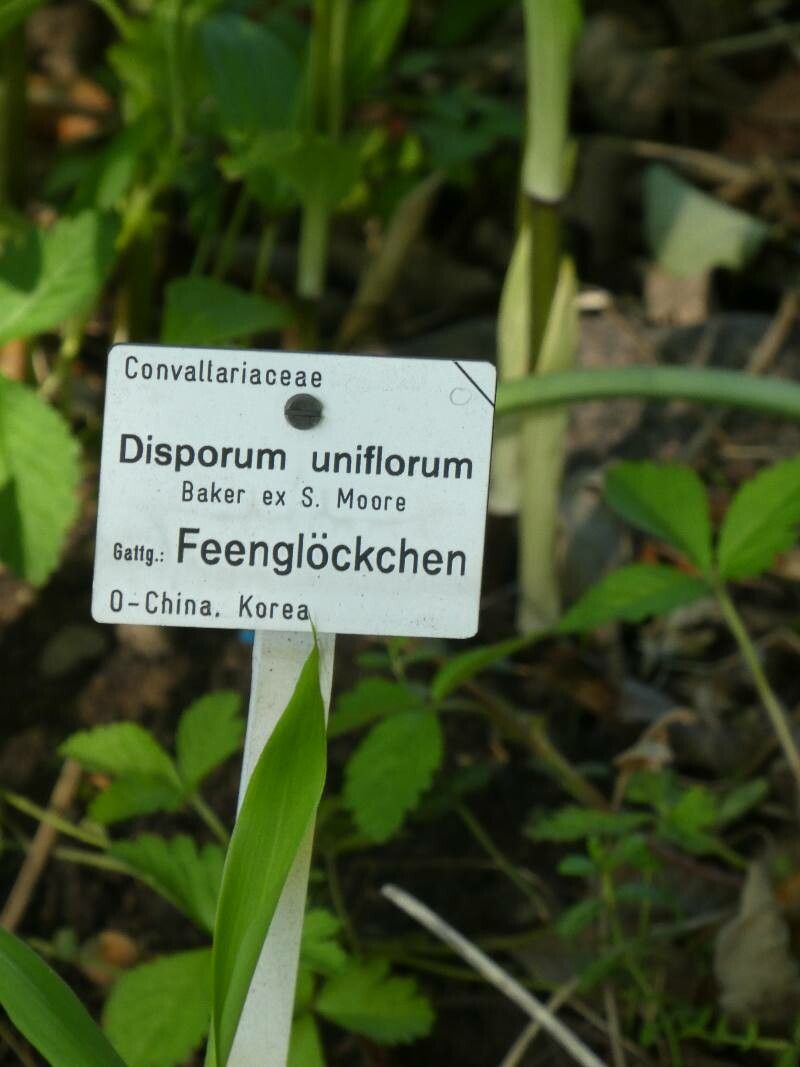 Convallariaceae
Disporum uniflorum
Baker ex S. Moore
Gattg.: Feenglöckchen
O-China, Korea